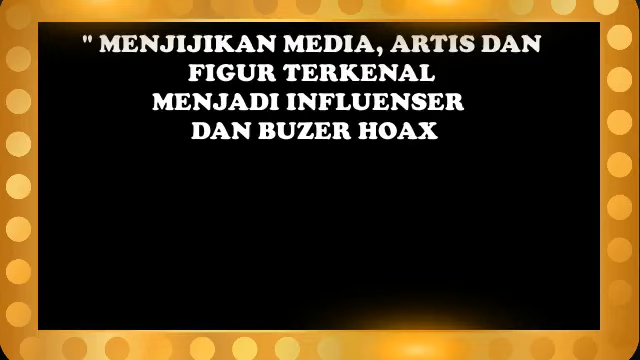 " MENJIJIKAN MEDIA, ARTIS DAN
FIGUR TERKENAL
MENJADI INFLUENSER
DAN BUZER HOAX